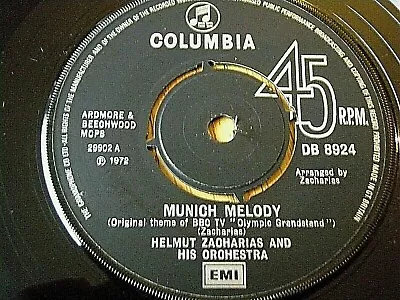 COLUMBIA
45 R.P.M.
ARDMORE &
BEECHWOOD
MCPS
29902 A
Ⓟ 1972
DB 8924
Arranged by
Zacharias
MUNICH MELODY
(Original theme of BBC TV "Olympic Grandstand")
(Zacharias)
HELMUT ZACHARIAS AND
HIS ORCHESTRA
EMI